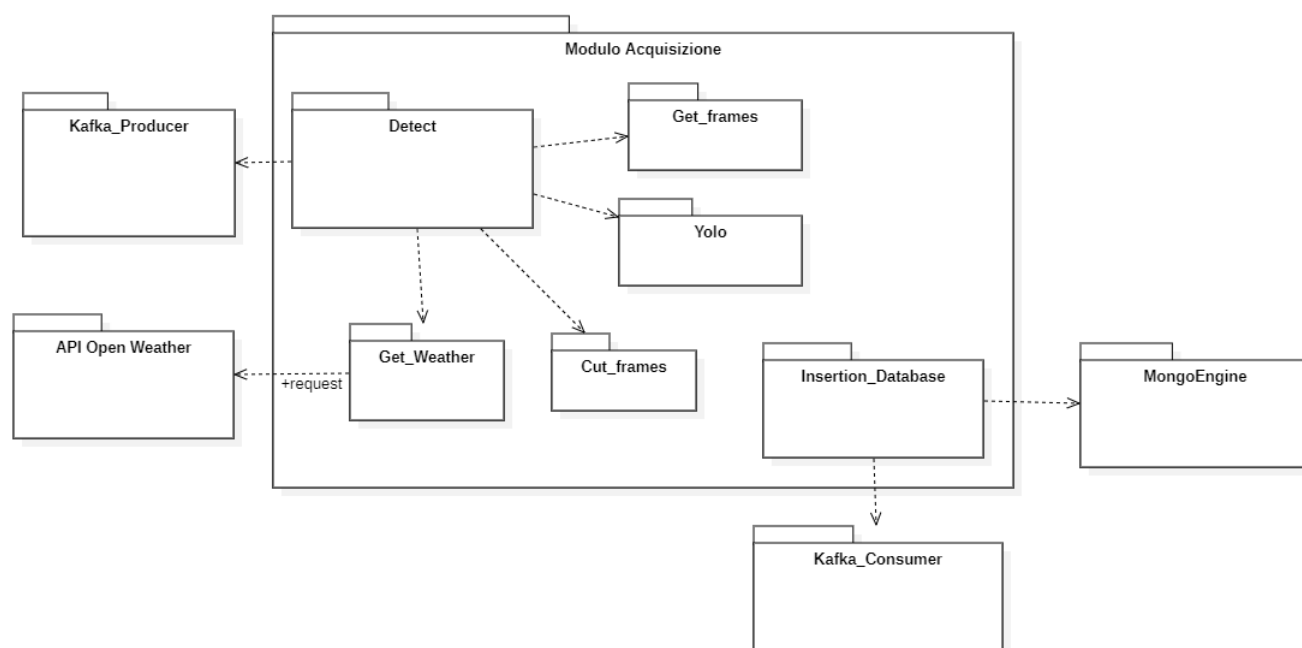 Modulo Acquisizione
Kafka_Producer
Detect
Get_frames
Yolo
API Open Weather
+request
Get_Weather
Cut_frames
Insertion_Database
MongoEngine
Kafka_Consumer